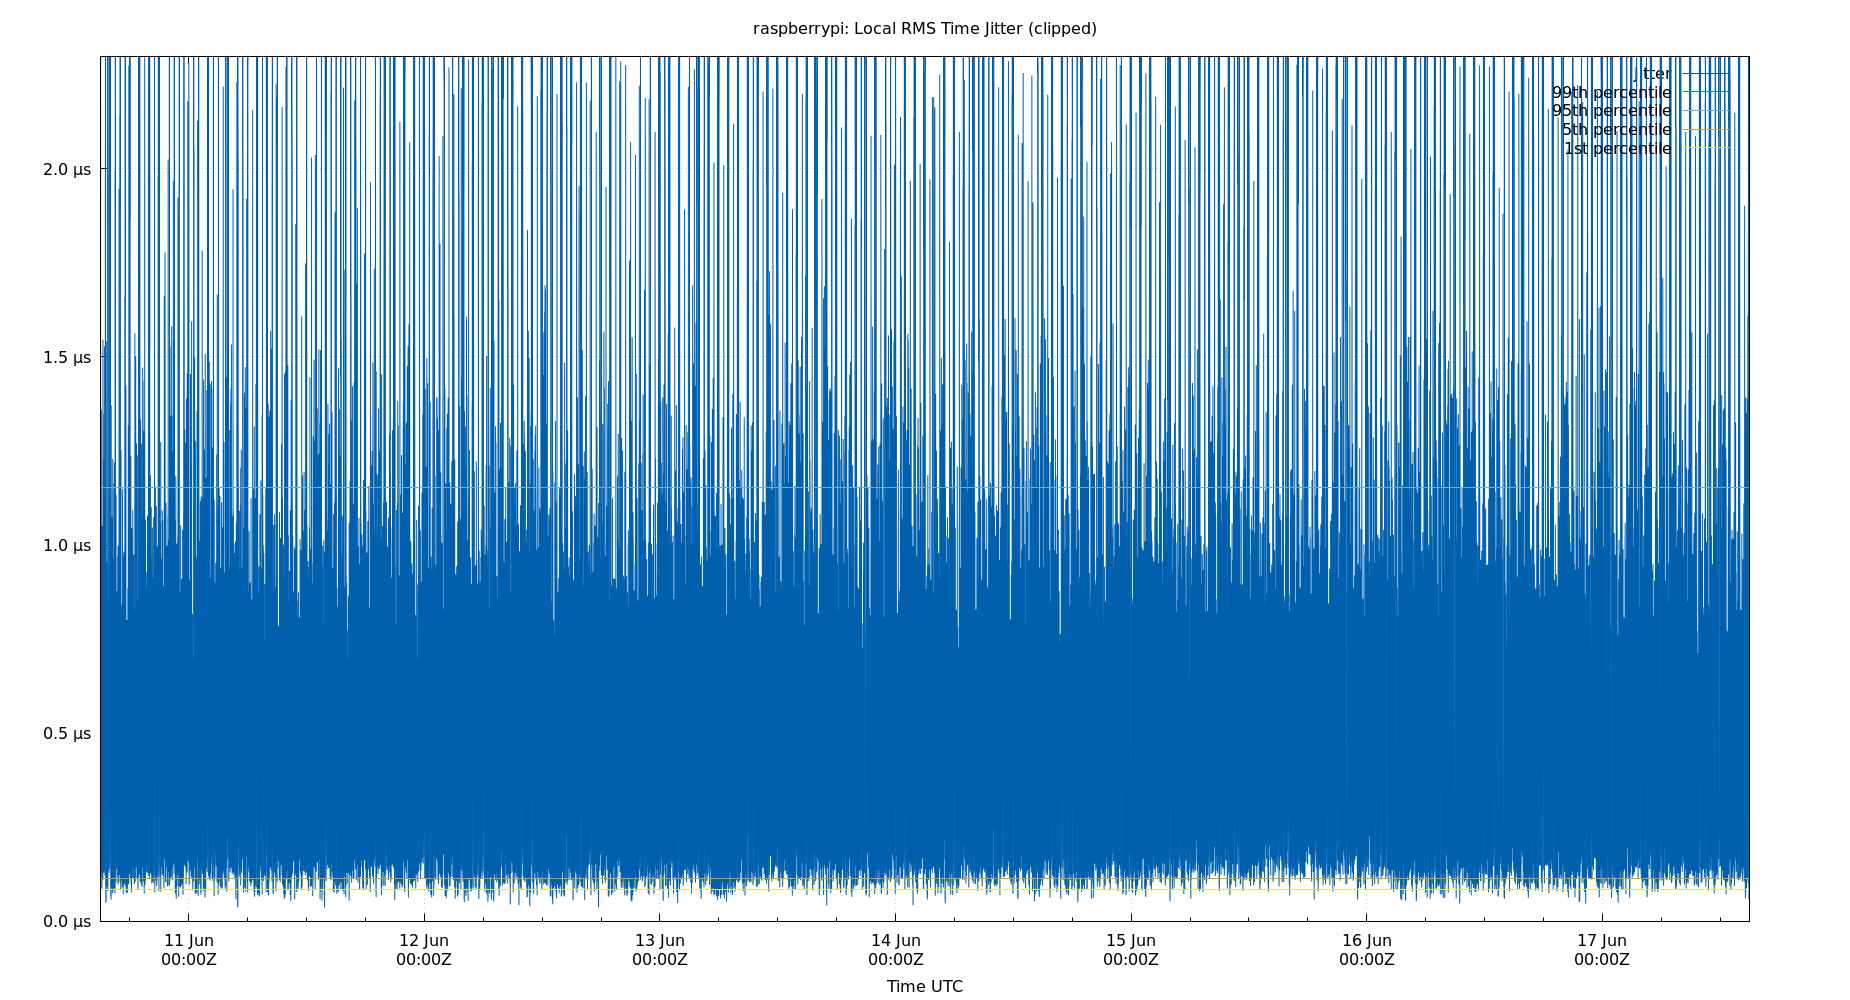 raspberrypi: Local RMS Time Jitter (clipped)
Jitter
99th percentile
95th percentile
5th percentile
1st percentile
2.0 µs
1.5 µs
1.0 µs
0.5 µs
0.0 µs
11 Jun 12 Jun 13 Jun 14 Jun 15 Jun 16 Jun 17 Jun
00:00Z 00:00Z 00:00Z 00:00Z 00:00Z 00:00Z 00:00Z
Time UTC